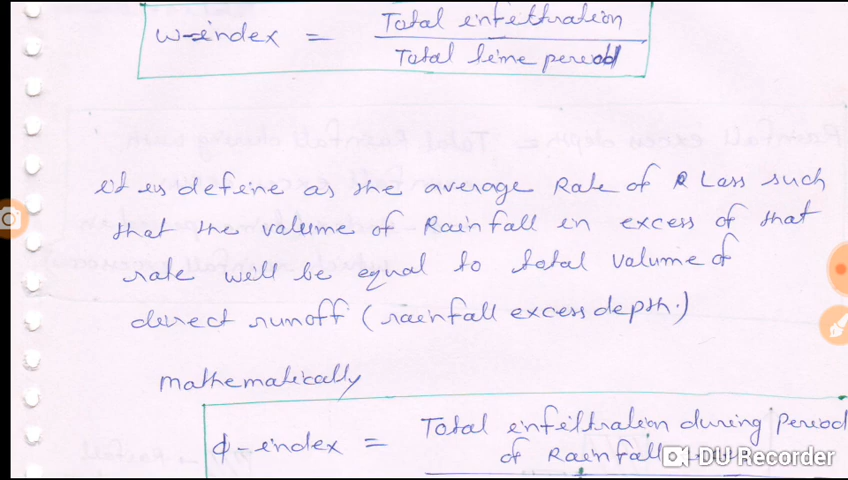 W-index = Total infiltration
Total time period
it is define as the average Rate of R Loss such
that the volume of Rainfall in excess of that
rate will be equal to total volume of
direct runoff (rainfall excess depth.)
mathematically
ϕ-index = Total infiltration during Period
of Rainfall
DU Recorder